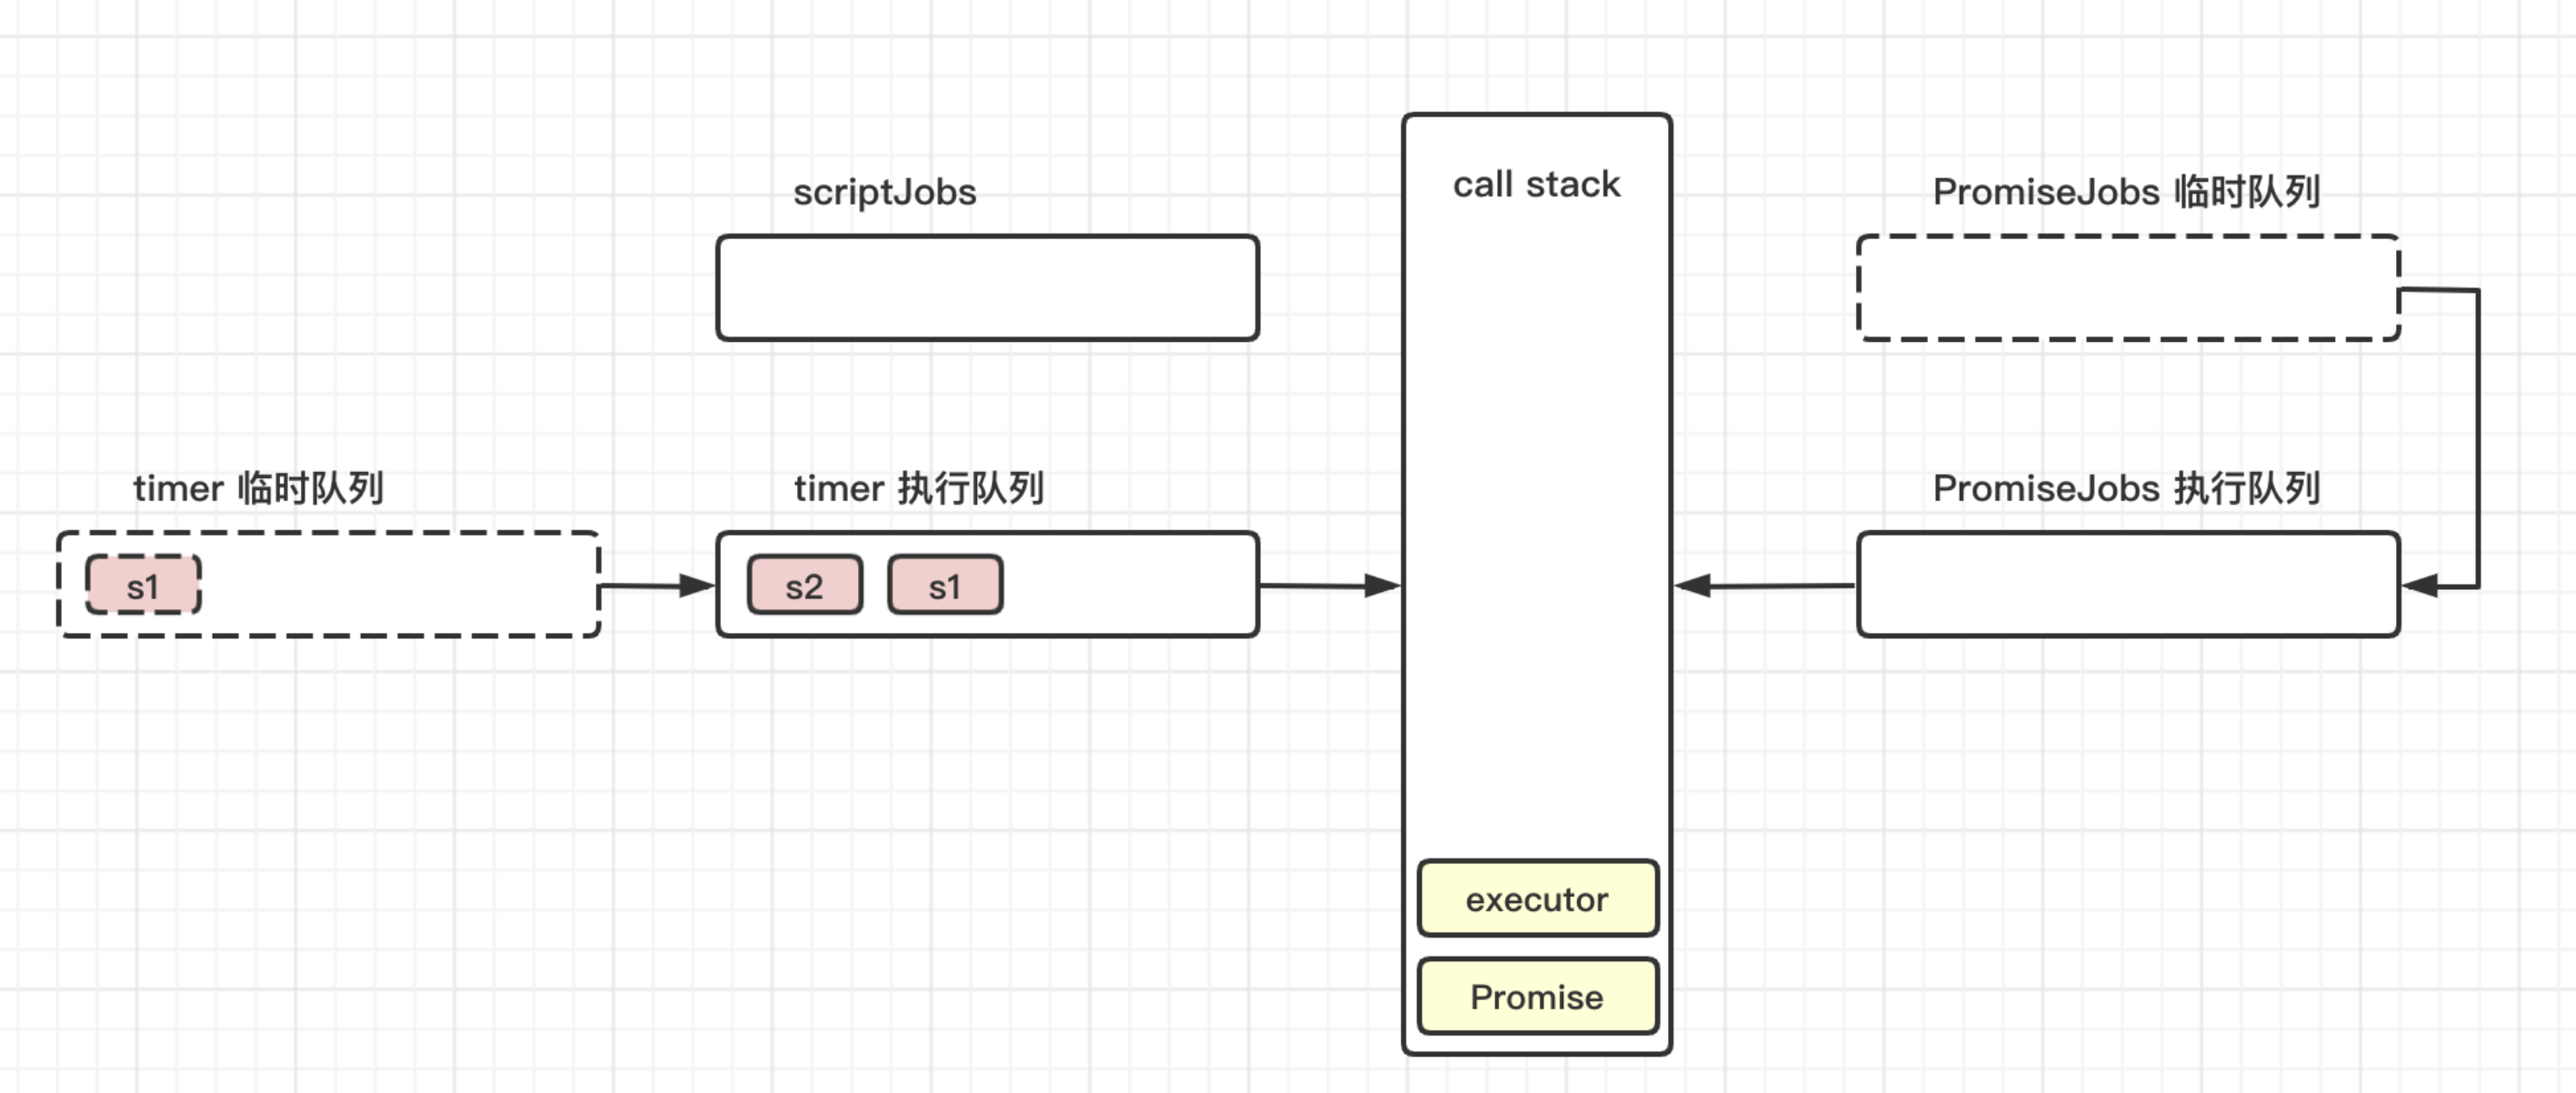 scriptJobs
call stack
PromiseJobs 临时队列
timer 临时队列
timer 执行队列
PromiseJobs 执行队列
s1
s2
s1
executor
Promise